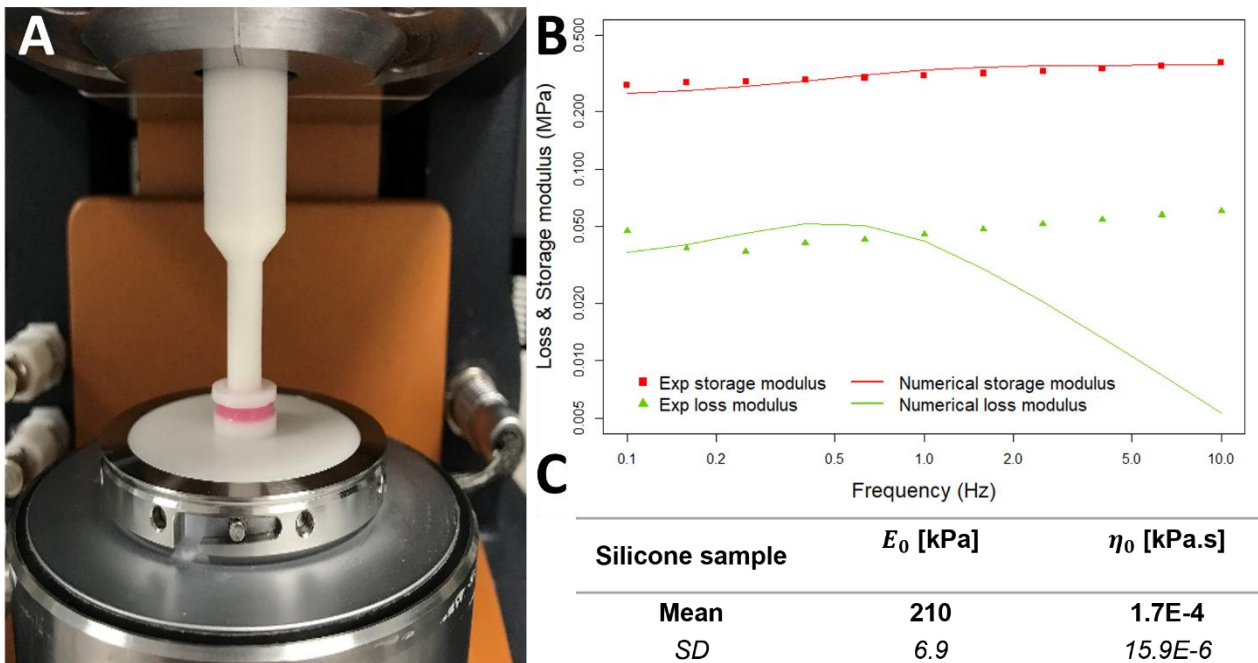 A
B
Loss & Storage modulus (MPa)
0.500
0.200
0.100
0.050
0.020
0.010
0.005
Exp storage modulus
Numerical storage modulus
Exp loss modulus
Numerical loss modulus
0.1
0.2
0.5
1.0
2.0
5.0
10.0
Frequency (Hz)
C
Silicone sample E₀ [kPa] η₀ [kPa.s]
Mean 210 1.7E-4
SD 6.9 15.9E-6